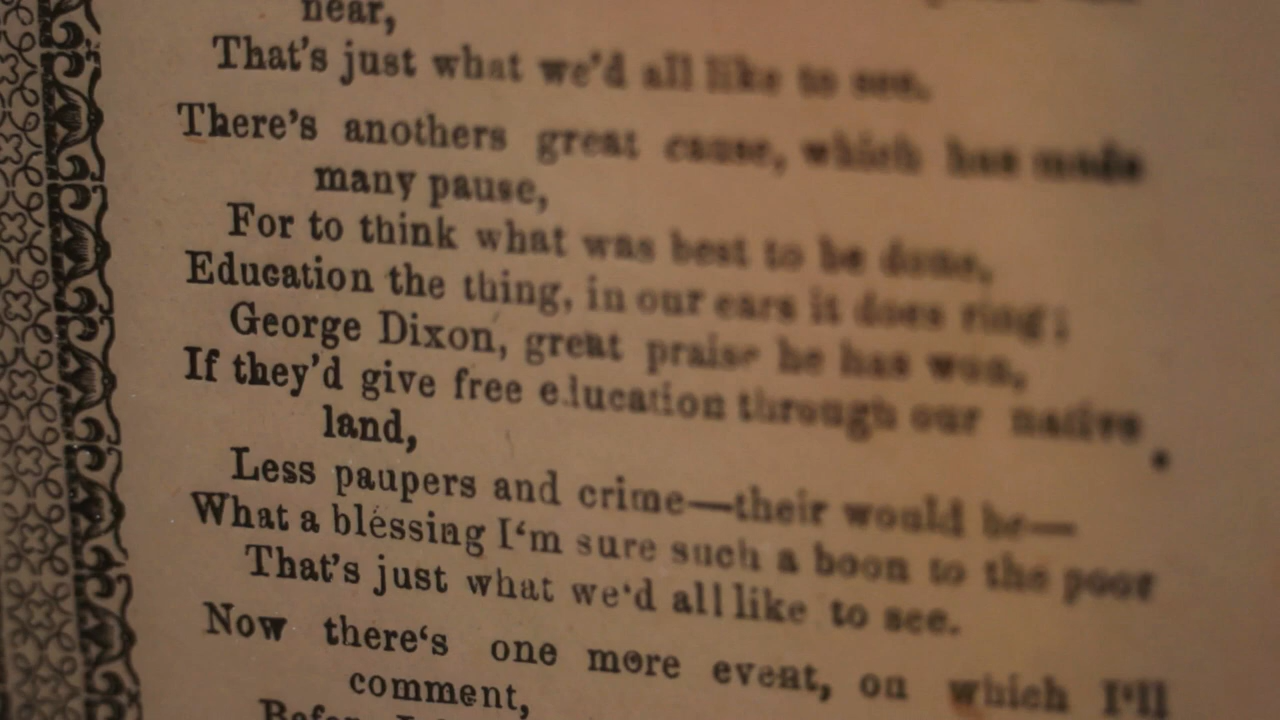 near,
That's just what we'd all like to see.
There's anothers great cause, which has made
many pause,
For to think what was best to be done,
Education the thing, in our ears it does ring;
George Dixon, great praise he has won,
If they'd give free e.lucation through our native
land,
Less paupers and crime—their would be—
What a blessing I‘m sure such a boon to the poor
That's just what we‘d all like to see.
Now there‘s one more event, on which I'll
comment,